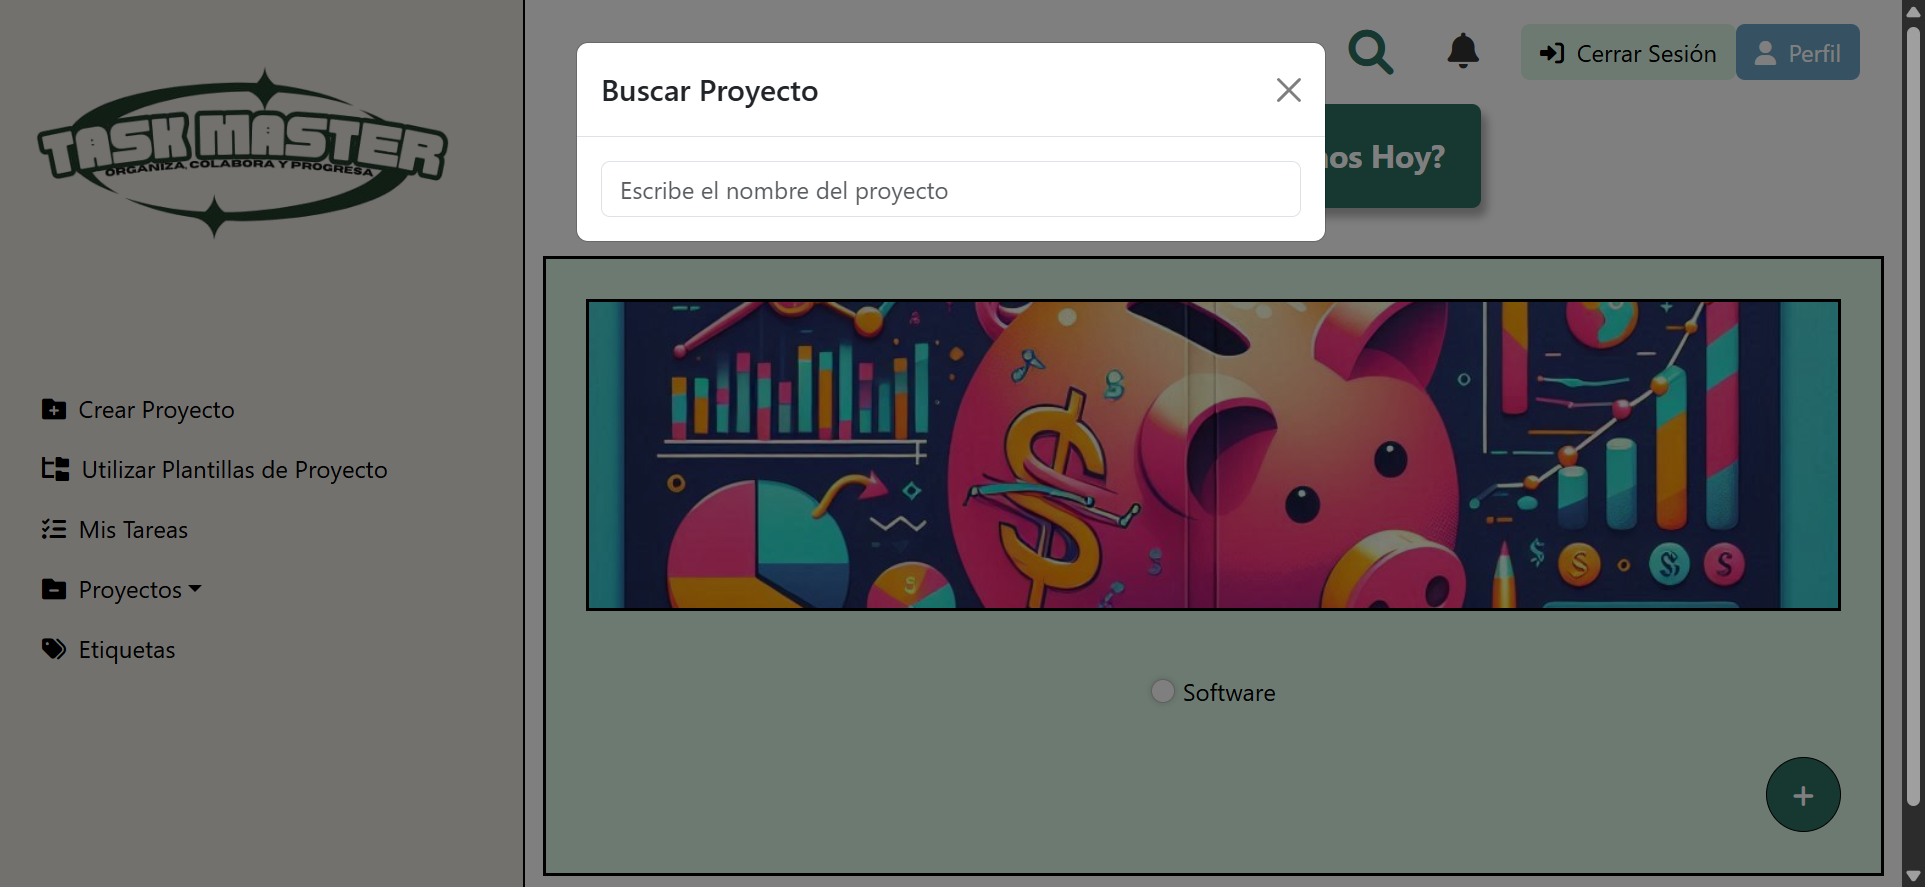 TASK MASTER
ORGANIZA, COLABORA Y PROGRESA
Crear Proyecto
Utilizar Plantillas de Proyecto
Mis Tareas
Proyectos
Etiquetas
Buscar Proyecto
Escribe el nombre del proyecto
Cerrar Sesión
Perfil
Hoy?
Software